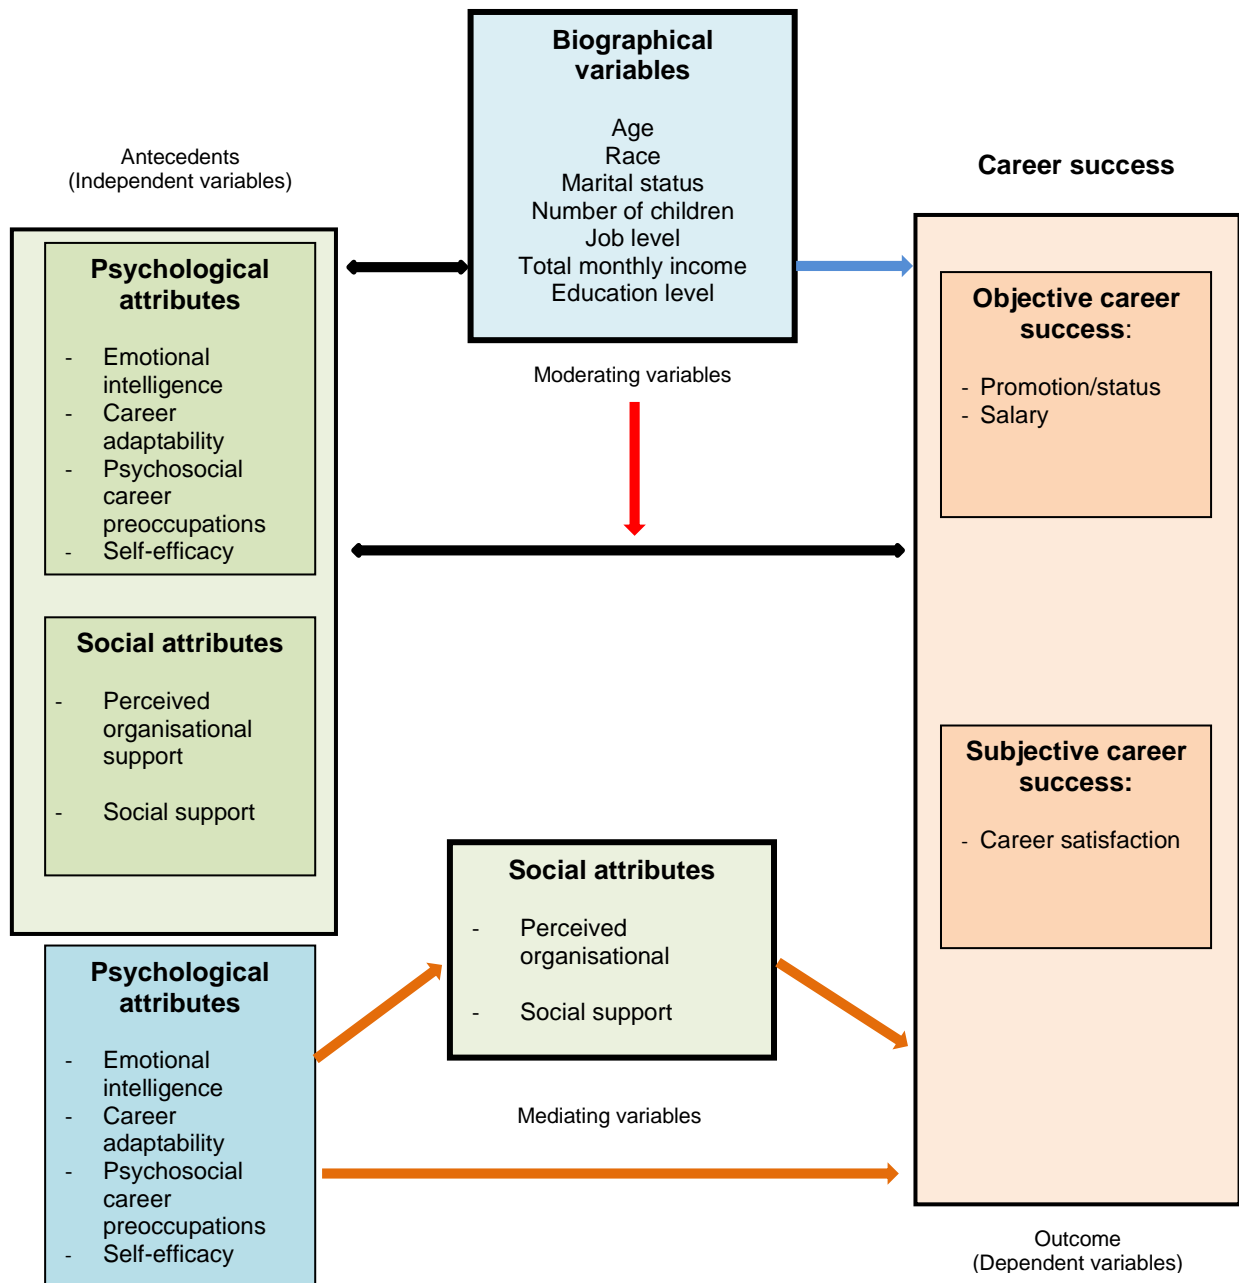 Biographical
variables
Age
Race
Marital status
Number of children
Job level
Total monthly income
Education level
Moderating variables
Antecedents
(Independent variables)
Psychological
attributes
- Emotional
intelligence
- Career
adaptability
- Psychosocial
career
preoccupations
- Self-efficacy
Social attributes
- Perceived
organisational
support
- Social support
Career success
Objective career
success:
- Promotion/status
- Salary
Subjective career
success:
- Career satisfaction
Social attributes
- Perceived
organisational
- Social support
Mediating variables
Psychological
attributes
- Emotional
intelligence
- Career
adaptability
- Psychosocial
career
preoccupations
- Self-efficacy
Outcome
(Dependent variables)